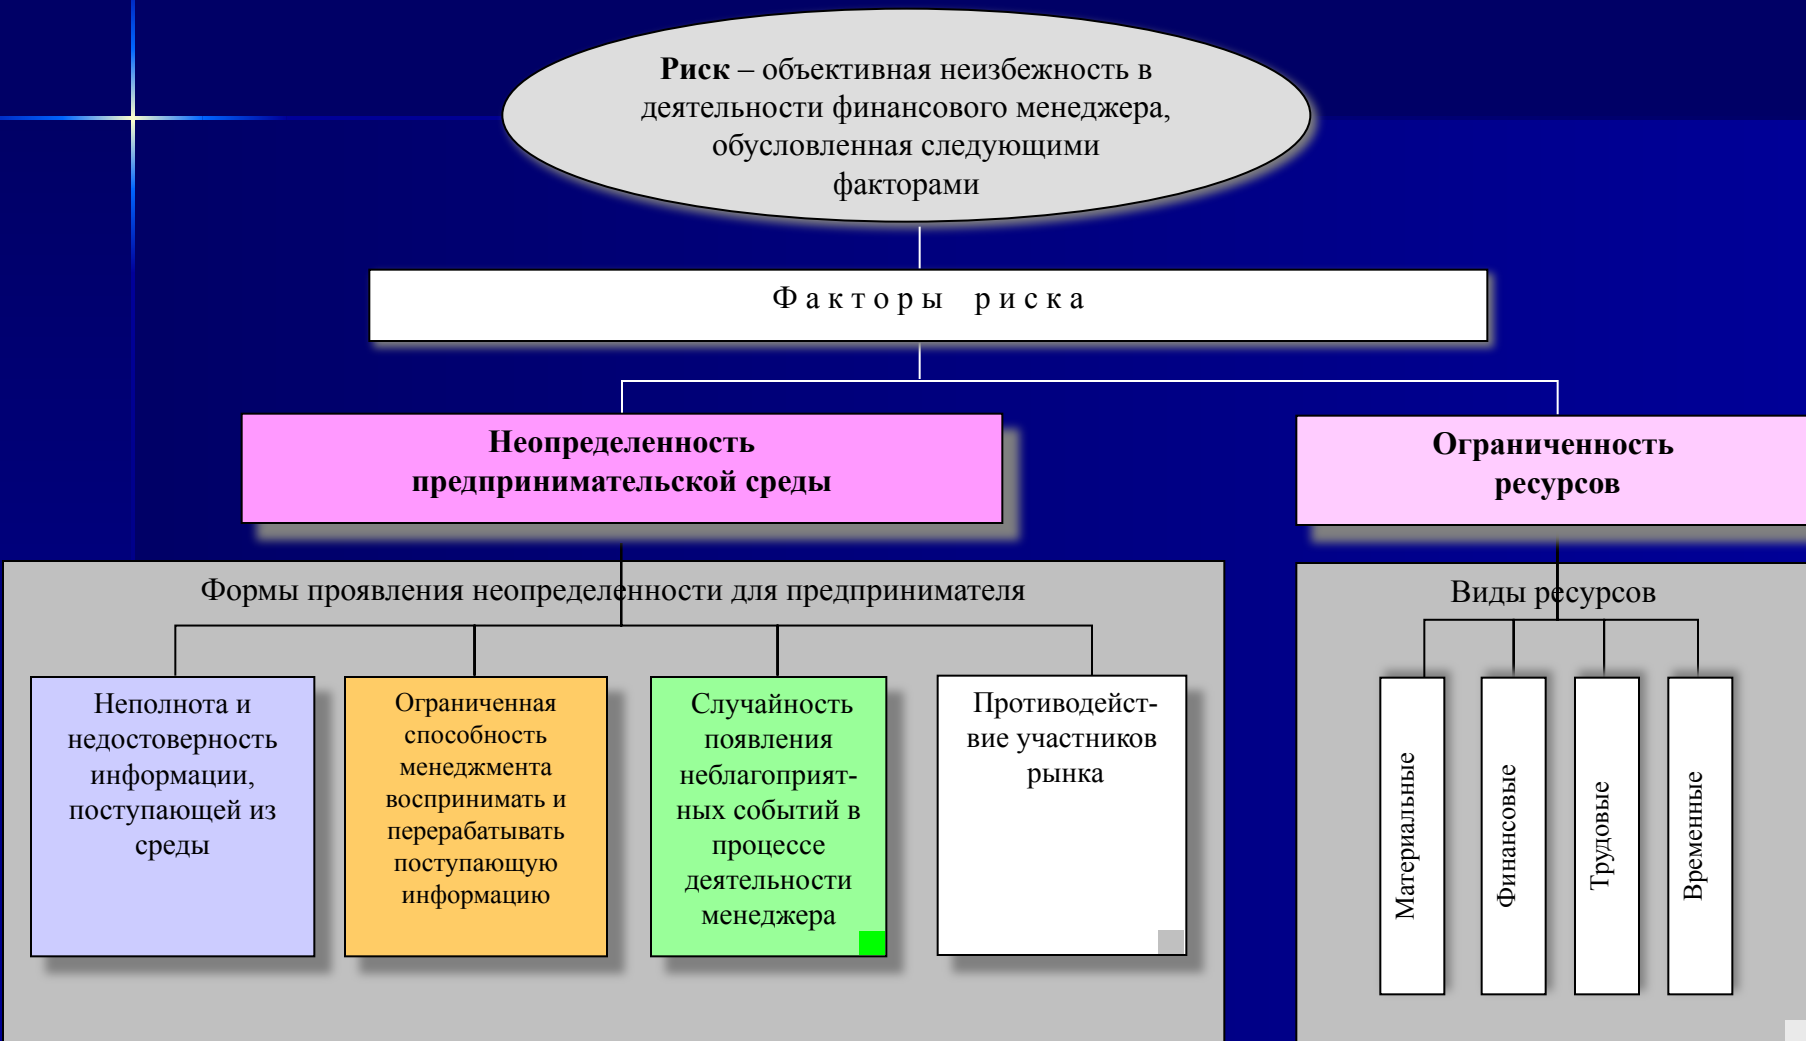 Риск – объективная неизбежность в
деятельности финансового менеджера,
обусловленная следующими
факторами
Ф а к т о р ы   р и с к а
Неопределенность
предпринимательской среды
Ограниченность
ресурсов
Формы проявления неопределенности для предпринимателя
Неполнота и
недостоверность
информации,
поступающей из
среды
Ограниченная
способность
менеджмента
воспринимать и
перерабатывать
поступающую
информацию
Случайность
появления
неблагоприят-
ных событий в
процессе
деятельности
менеджера
Противодейст-
вие участников
рынка
Виды ресурсов
Материальные
Финансовые
Трудовые
Временные